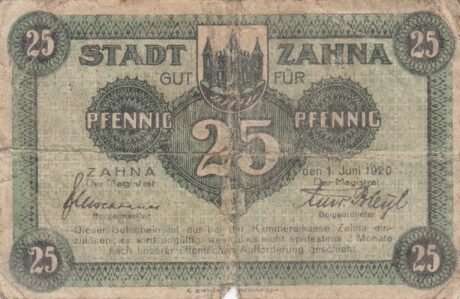 25 STADT ZAHNA 25
GUT FÜR
PFENNIG 25 PFENNIG
ZAHNA den 1. Juni 1920
Der Magistrat Der Magistrat
Bürgermeister Beigeordneter
Dieser Gutschein ist nur bei der Kämmereikasse Zahna ein-
zulösen, er wird ungültig, wenn dies nicht spätestens 3 Monate
25 nach unserer öffentlichen Aufforderung geschieht. 25